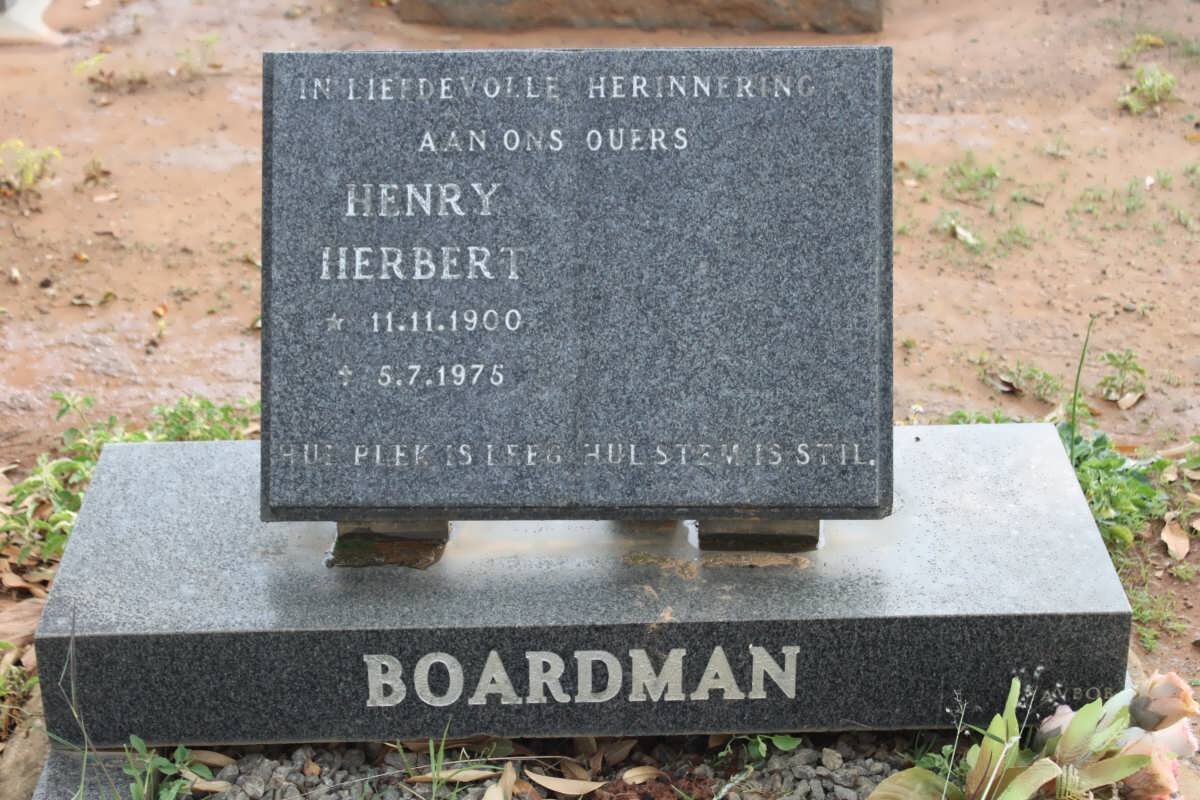 IN LIEFDEVOLLE HERINNERING
AAN ONS OUERS
HENRY
HERBERT
☆ 11.11.1900
✝ 5.7.1975
HUL PLEK IS LEEG HUL STEM IS STIL.
BOARDMAN